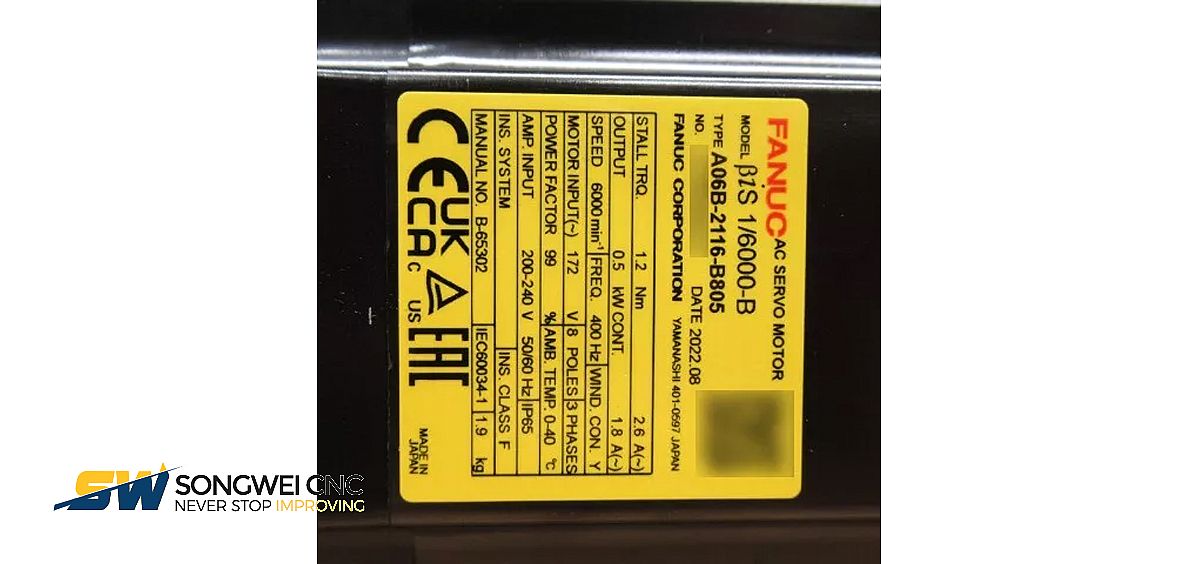 FANUC AC SERVO MOTOR
MODEL βiS 1/6000-B
TYPE A06B-2116-B805
NO. DATE 2022.08
FANUC CORPORATION YAMANASHI 401-0597 JAPAN
STALL TRQ. 1.2 Nm 2.6 A(~)
OUTPUT 0.5 kW CONT. 1.8 A(~)
SPEED 6000 min⁻¹ FREQ. 400 Hz WIND. CON. Y
MOTOR INPUT(~) 172 V 8 POLES 3 PHASES
POWER FACTOR 99 % AMB. TEMP. 0-40 ℃
AMP. INPUT 200-240 V 50/60 Hz IP65
INS. SYSTEM INS. CLASS F
MANUAL NO. B-65302 IEC60034-1 1.9 kg
CE UK CA C US EAC
MADE IN
JAPAN
SW SONGWEI CNC
NEVER STOP IMPROVING